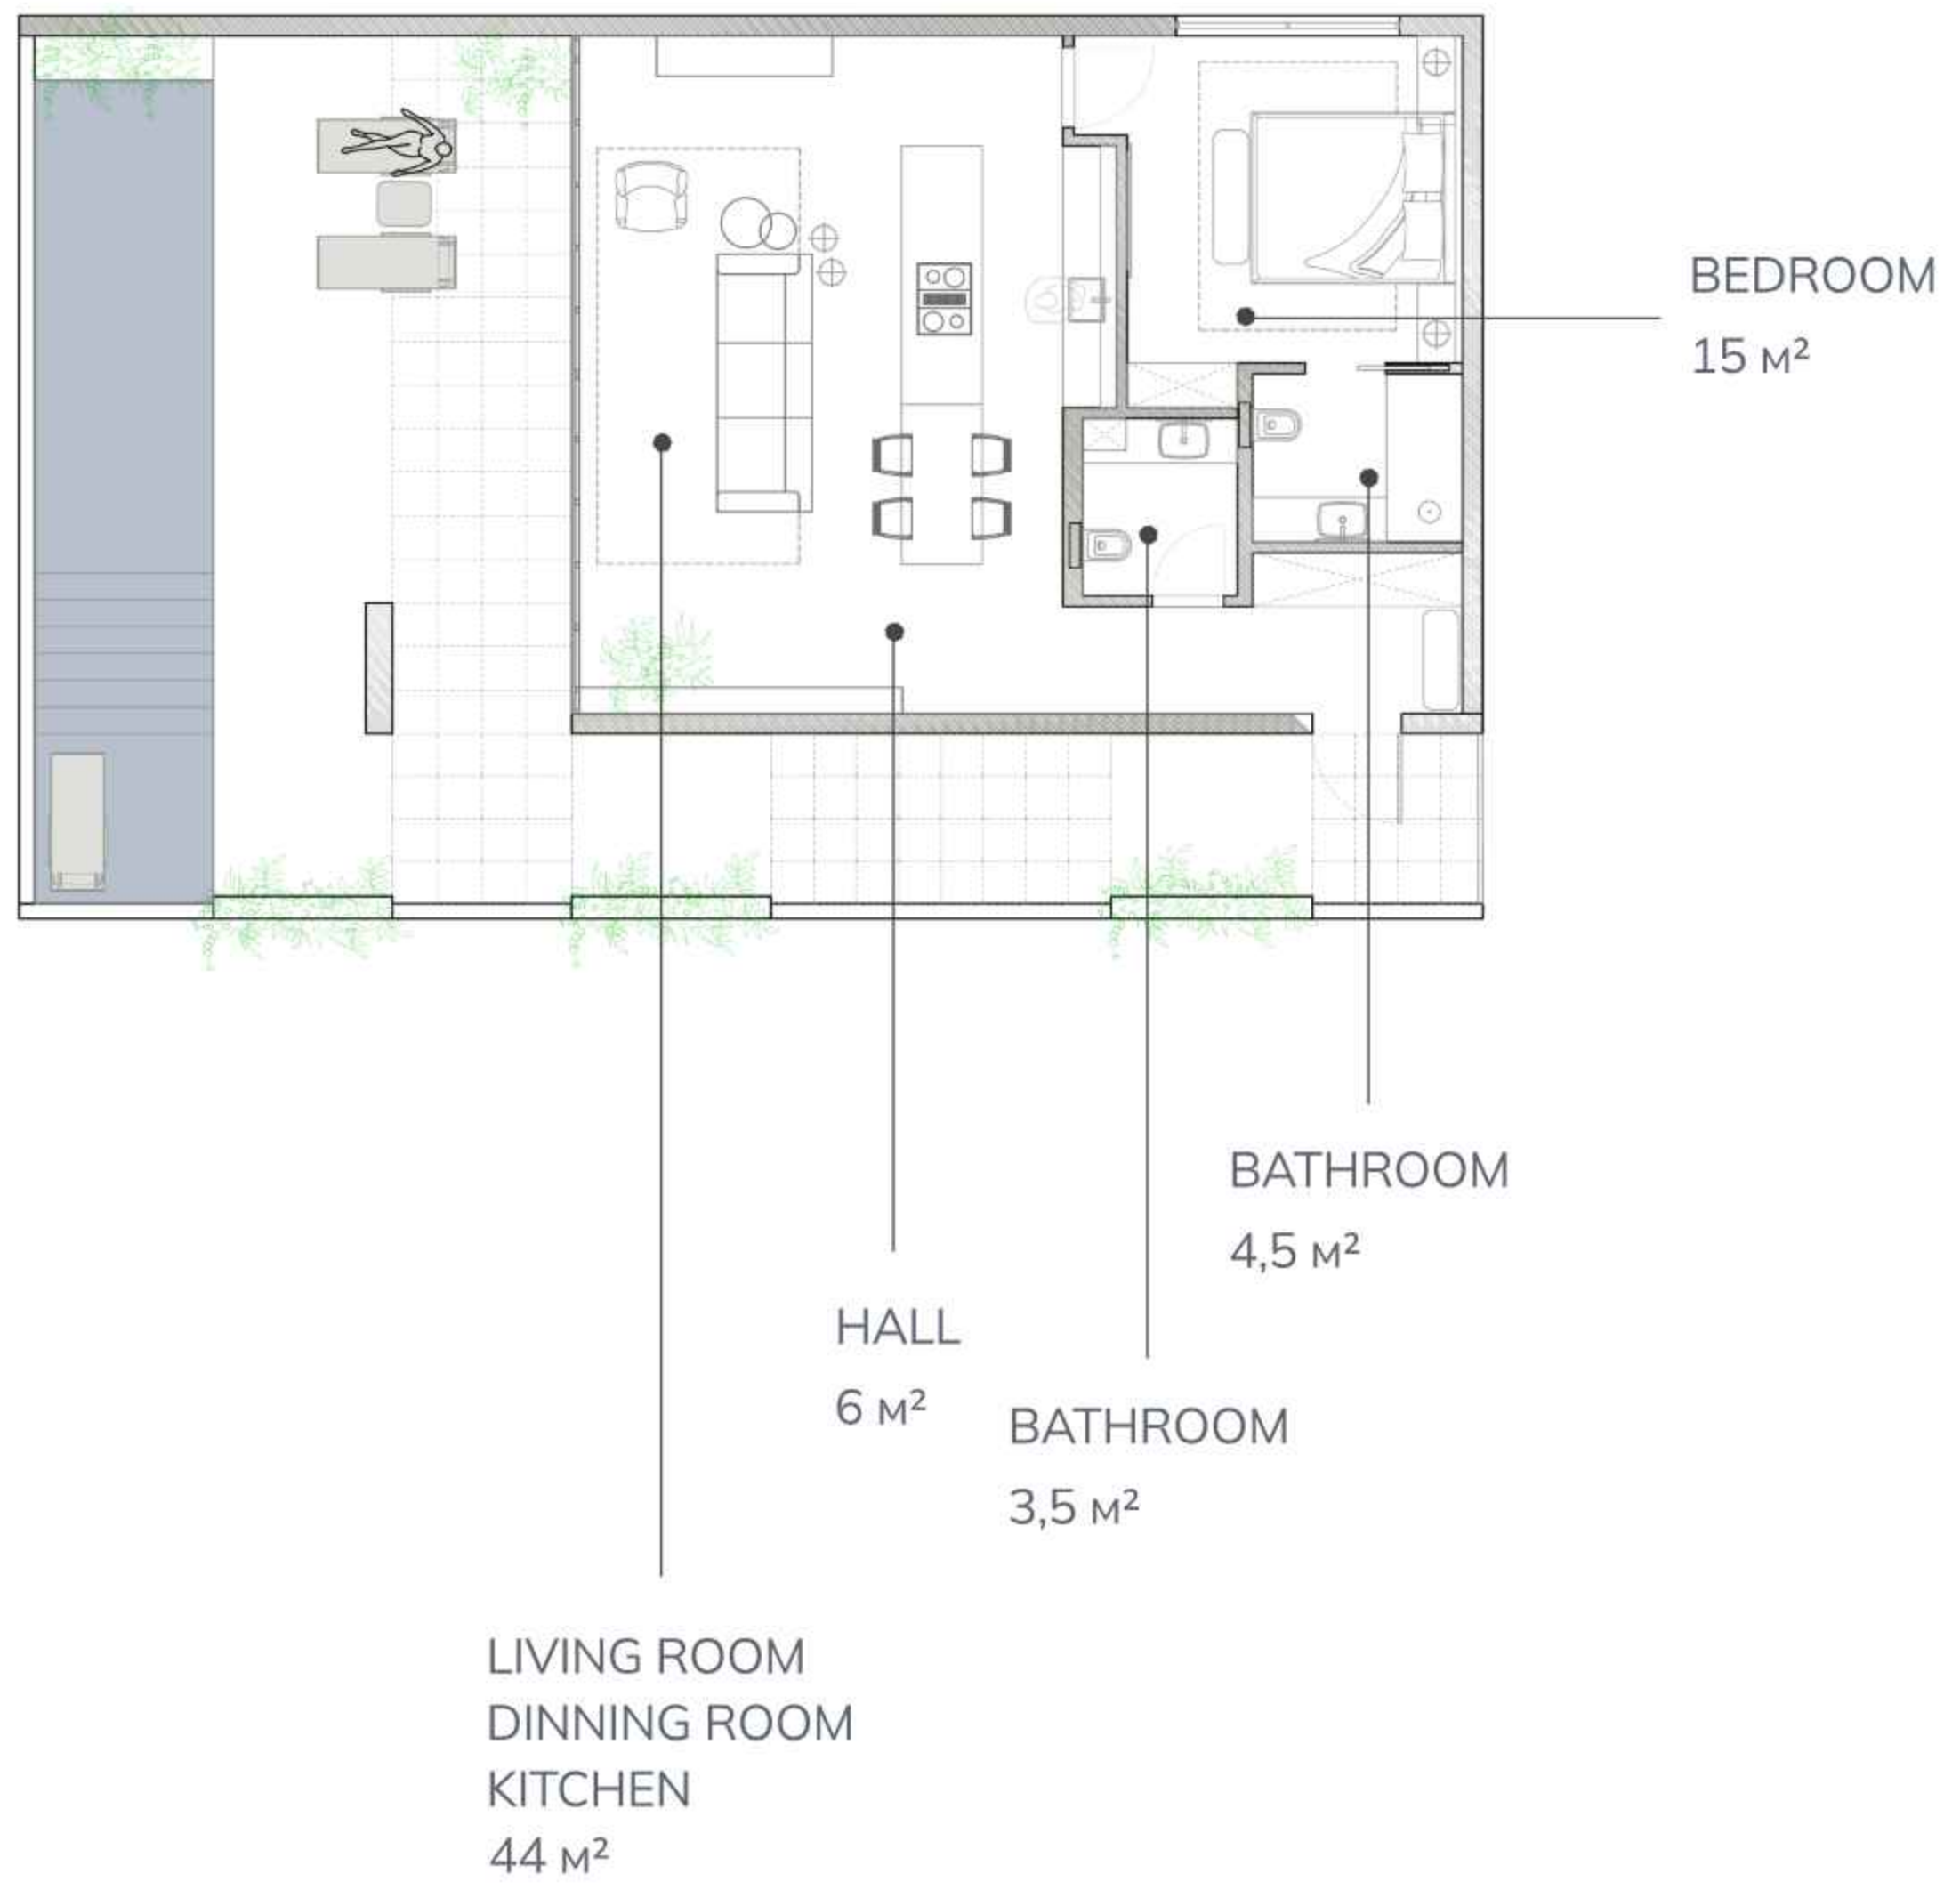 BEDROOM
15 м²
BATHROOM
4,5 м²
HALL
6 м²
BATHROOM
3,5 м²
LIVING ROOM
DINNING ROOM
KITCHEN
44 м²